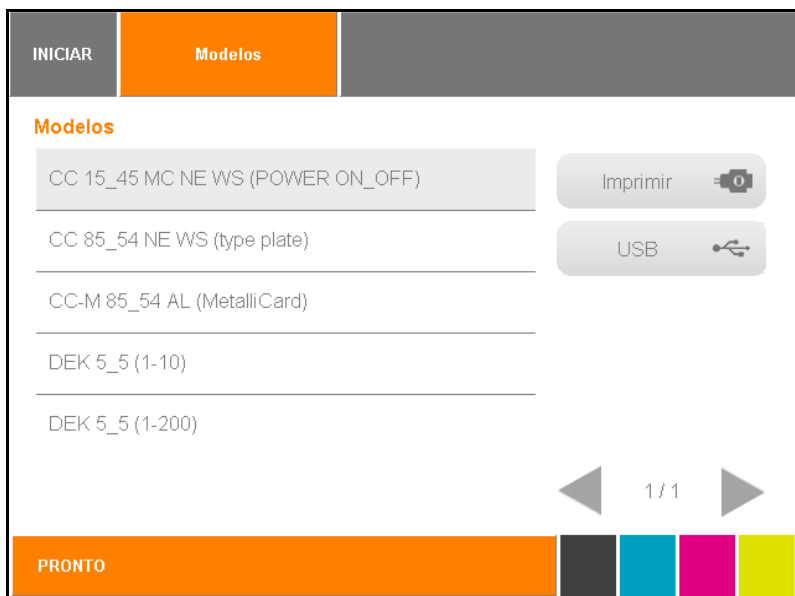 INICIAR
Modelos
Modelos
CC 15_45 MC NE WS (POWER ON_OFF)
Imprimir
CC 85_54 NE WS (type plate)
USB
CC-M 85_54 AL (MetalliCard)
DEK 5_5 (1-10)
DEK 5_5 (1-200)
1 / 1
PRONTO